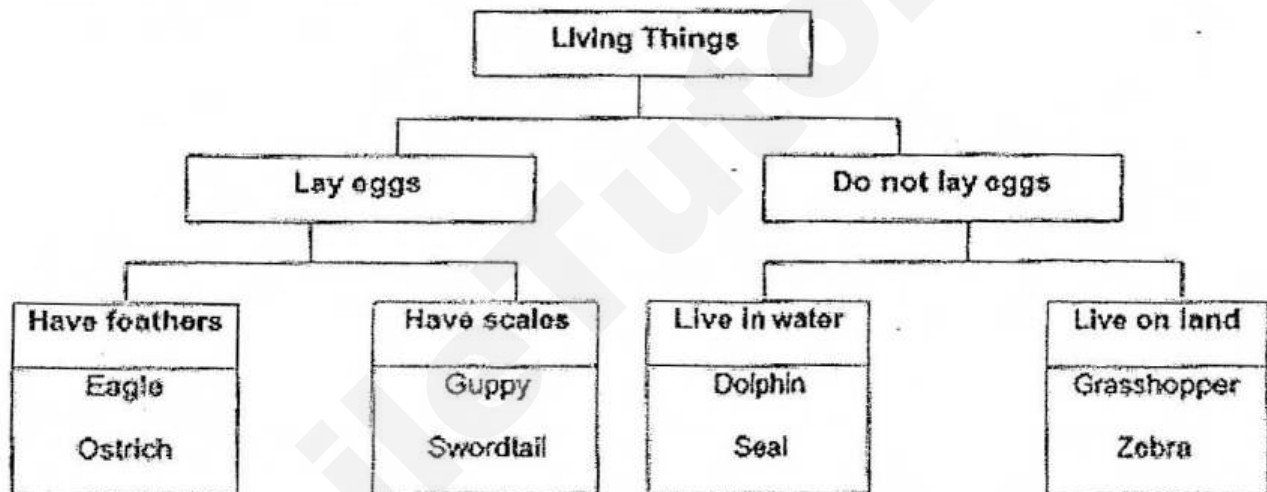 Living Things
Lay eggs
Do not lay eggs
Have feathers
Have scales
Live in water
Live on land
Eagle
Guppy
Dolphin
Grasshopper
Ostrich
Swordtail
Seal
Zebra